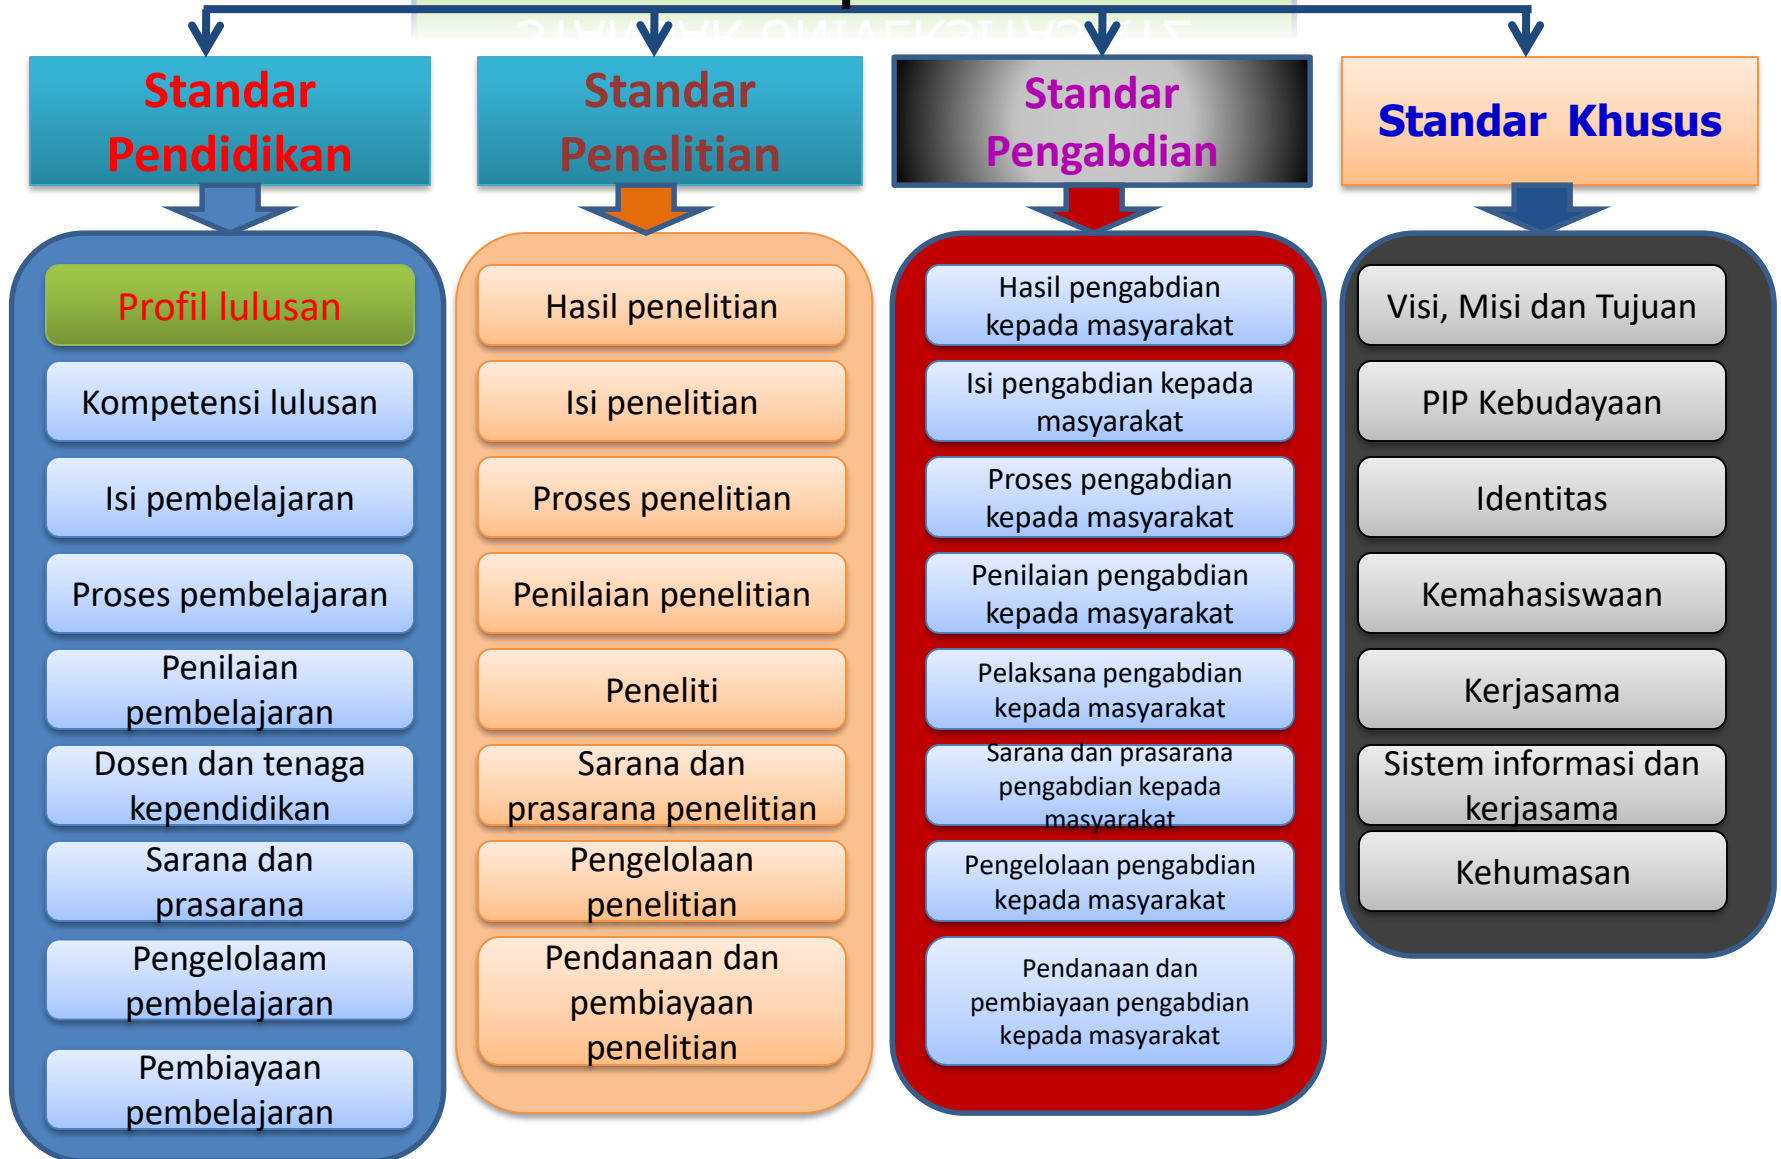 Standar
Pendidikan
Profil lulusan
Kompetensi lulusan
Isi pembelajaran
Proses pembelajaran
Penilaian
pembelajaran
Dosen dan tenaga
kependidikan
Sarana dan
prasarana
Pengelolaam
pembelajaran
Pembiayaan
pembelajaran
Standar
Penelitian
Hasil penelitian
Isi penelitian
Proses penelitian
Penilaian penelitian
Peneliti
Sarana dan
prasarana penelitian
Pengelolaan
penelitian
Pendanaan dan
pembiayaan
penelitian
Standar
Pengabdian
Hasil pengabdian
kepada masyarakat
Isi pengabdian kepada
masyarakat
Proses pengabdian
kepada masyarakat
Penilaian pengabdian
kepada masyarakat
Pelaksana pengabdian
kepada masyarakat
Sarana dan prasarana
pengabdian kepada
masyarakat
Pengelolaan pengabdian
kepada masyarakat
Pendanaan dan
pembiayaan pengabdian
kepada masyarakat
Standar Khusus
Visi, Misi dan Tujuan
PIP Kebudayaan
Identitas
Kemahasiswaan
Kerjasama
Sistem informasi dan
kerjasama
Kehumasan